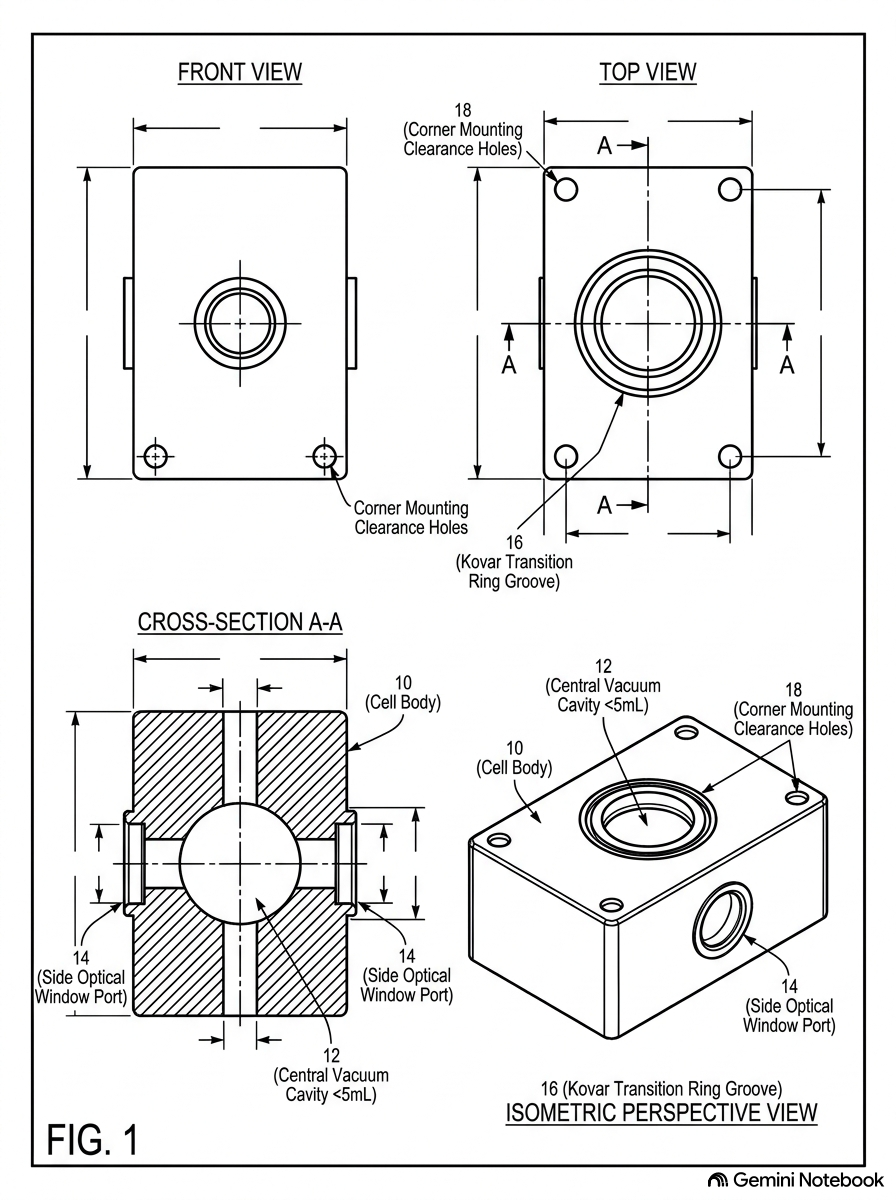 FRONT VIEW
TOP VIEW
18
(Corner Mounting
Clearance Holes)
A
A
A
A
Corner Mounting
Clearance Holes
16
(Kovar Transition
Ring Groove)
CROSS-SECTION A-A
10
(Cell Body)
14
(Side Optical
Window Port)
14
(Side Optical
Window Port)
12
(Central Vacuum
Cavity <5mL)
12
(Central Vacuum
Cavity <5mL)
18
(Corner Mounting
Clearance Holes)
10
(Cell Body)
14
(Side Optical
Window Port)
16 (Kovar Transition Ring Groove)
ISOMETRIC PERSPECTIVE VIEW
FIG. 1
Gemini Notebook